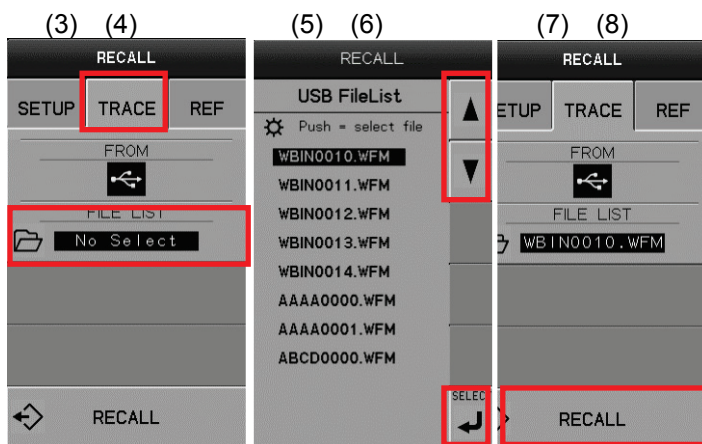 (3) (4)
RECALL
SETUP TRACE REF
FROM
FILE LIST
No Select
RECALL
(5) (6)
RECALL
USB FileList
Push = select file
WBIN0010.WFM
WBIN0011.WFM
WBIN0012.WFM
WBIN0013.WFM
WBIN0014.WFM
AAAA0000.WFM
AAAA0001.WFM
ABCD0000.WFM
SELEC
(7) (8)
RECALL
ETUP TRACE REF
FROM
FILE LIST
WBIN0010.WFM
RECALL